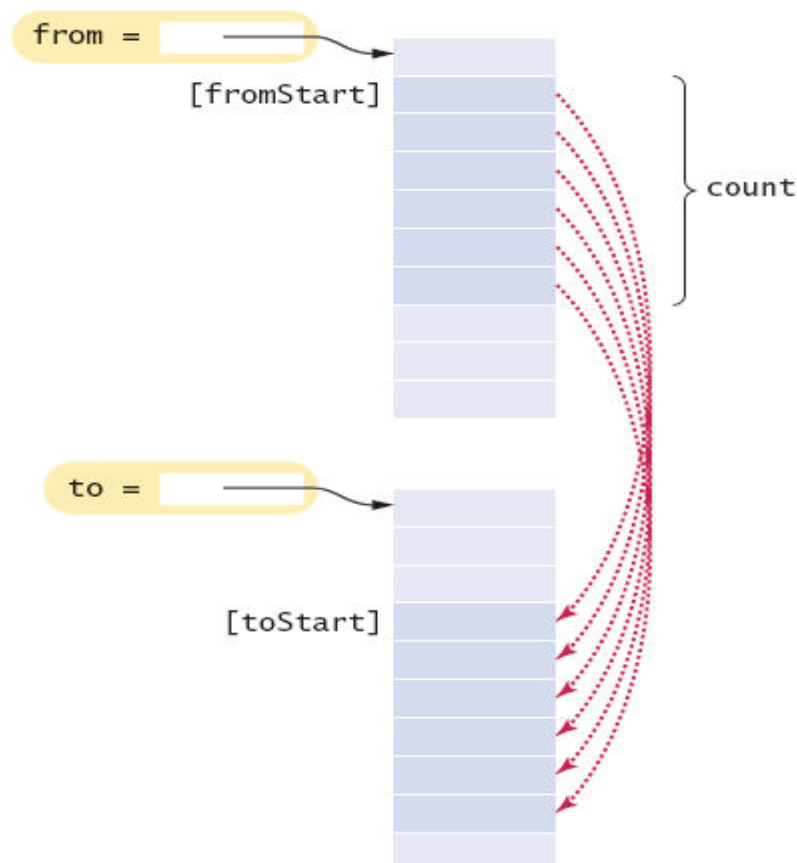 from =
[fromStart]
count
to =
[toStart]